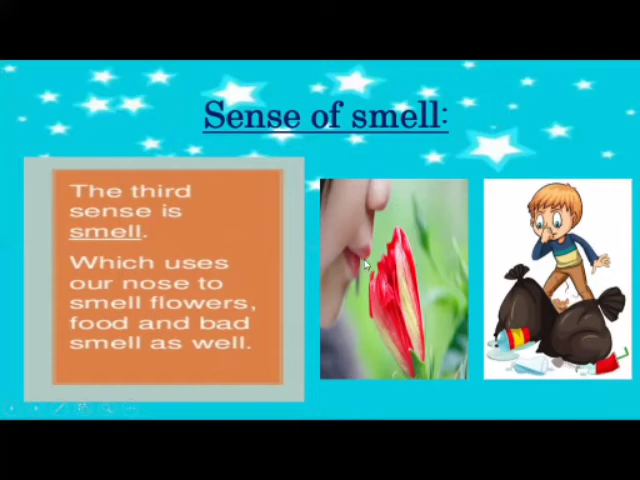 Sense of smell:
The third
sense is
smell.
Which uses
our nose to
smell flowers,
food and bad
smell as well.